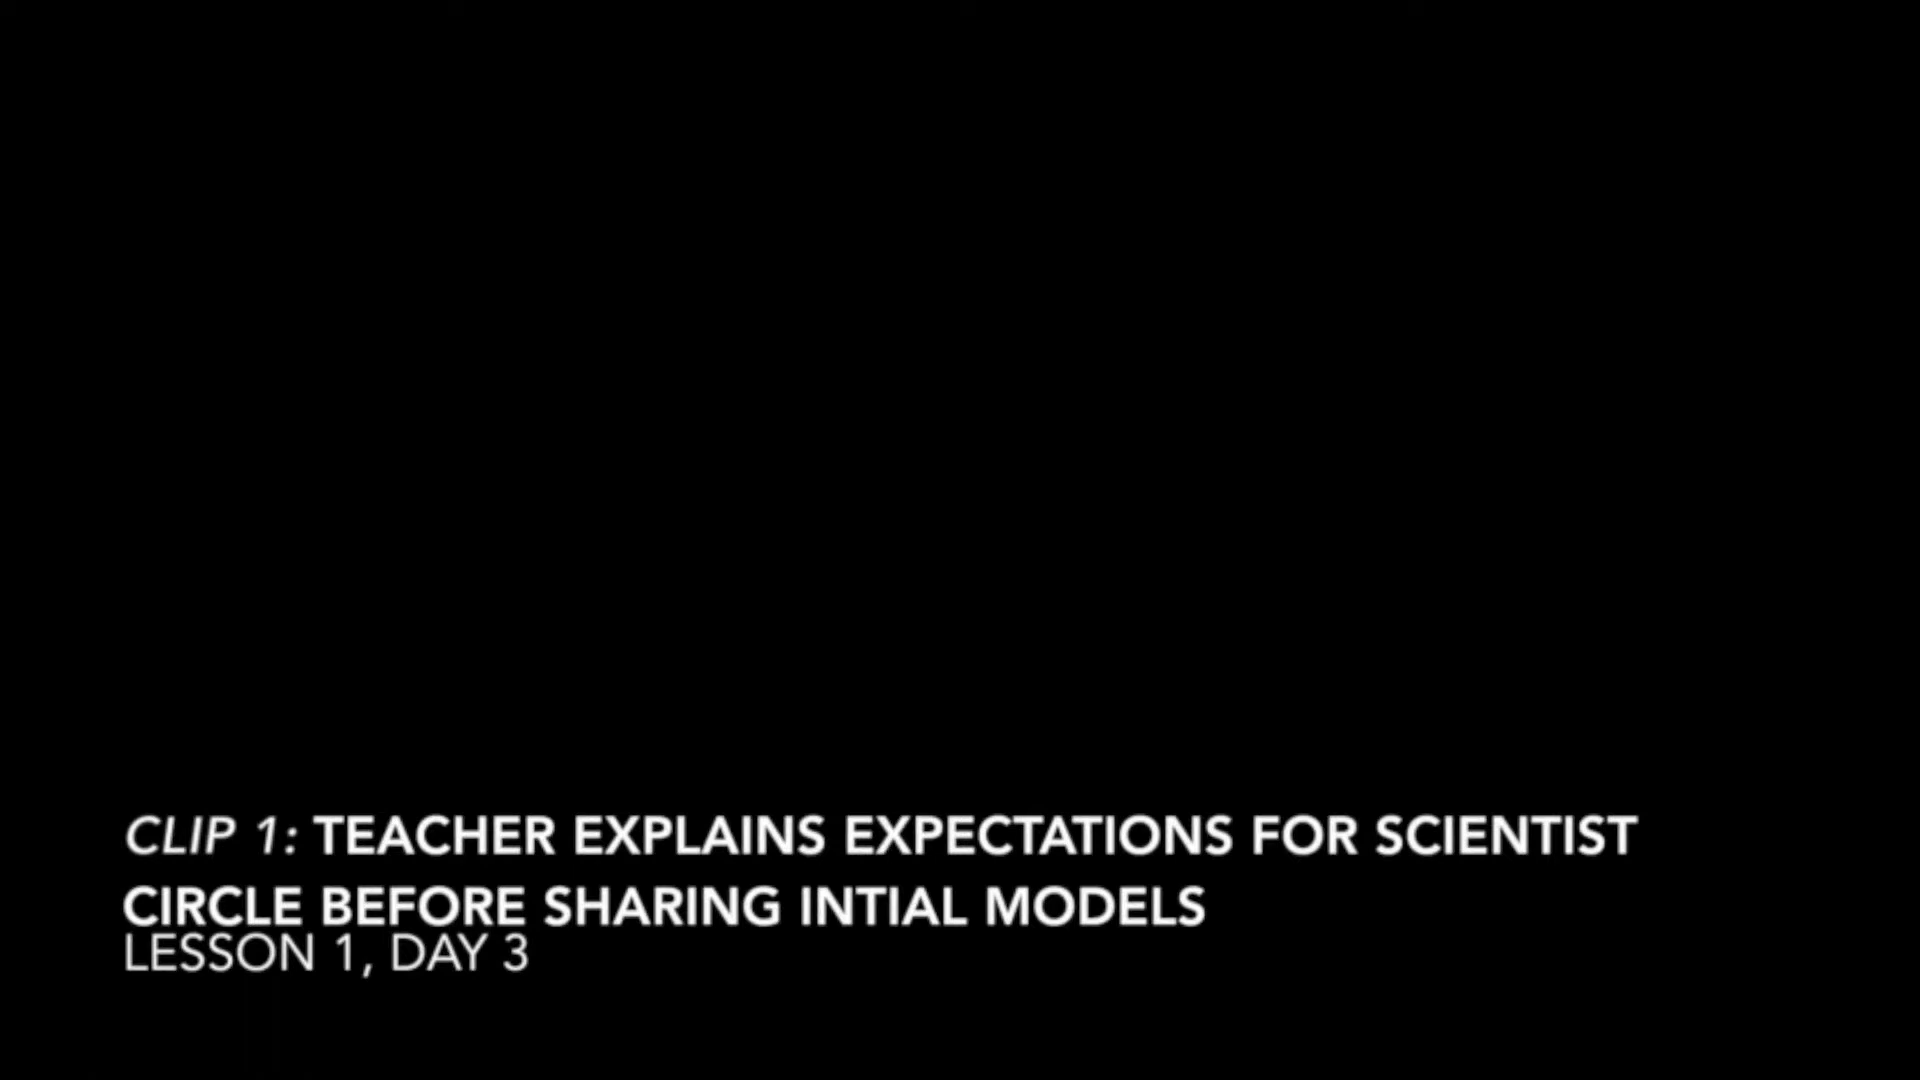 CLIP 1: TEACHER EXPLAINS EXPECTATIONS FOR SCIENTIST
CIRCLE BEFORE SHARING INTIAL MODELS
LESSON 1, DAY 3